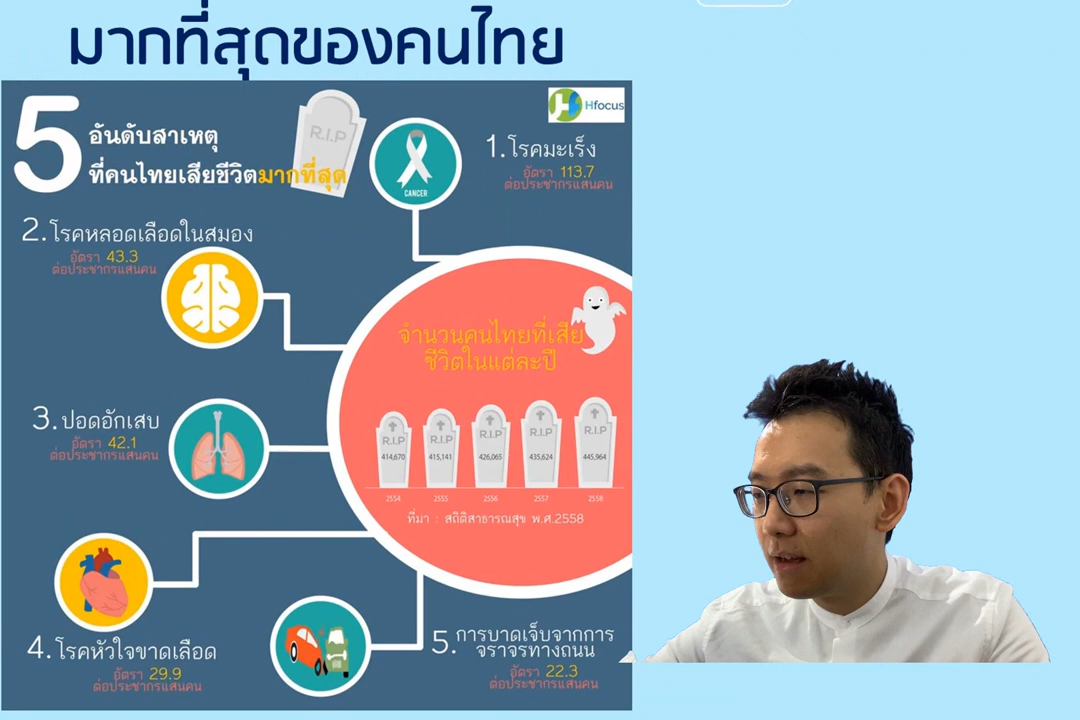 มากที่สุดของคนไทย
Hfocus
5 อันดับสาเหตุ
ที่คนไทยเสียชีวิตมากที่สุด
R.I.P
CANCER
1. โรคมะเร็ง
อัตรา 113.7
ต่อประชากรแสนคน
2. โรคหลอดเลือดในสมอง
อัตรา 43.3
ต่อประชากรแสนคน
จำนวนคนไทยที่เสีย
ชีวิตในแต่ละปี
R.I.P R.I.P R.I.P R.I.P R.I.P
414,670 415,141 426,065 435,624 445,964
2554 2555 2556 2557 2558
ที่มา : สถิติสาธารณสุข พ.ศ.2558
3. ปอดอักเสบ
อัตรา 42.1
ต่อประชากรแสนคน
4. โรคหัวใจขาดเลือด
อัตรา 29.9
ต่อประชากรแสนคน
5. การบาดเจ็บจากการ
จราจรทางถนน
อัตรา 22.3
ต่อประชากรแสนคน